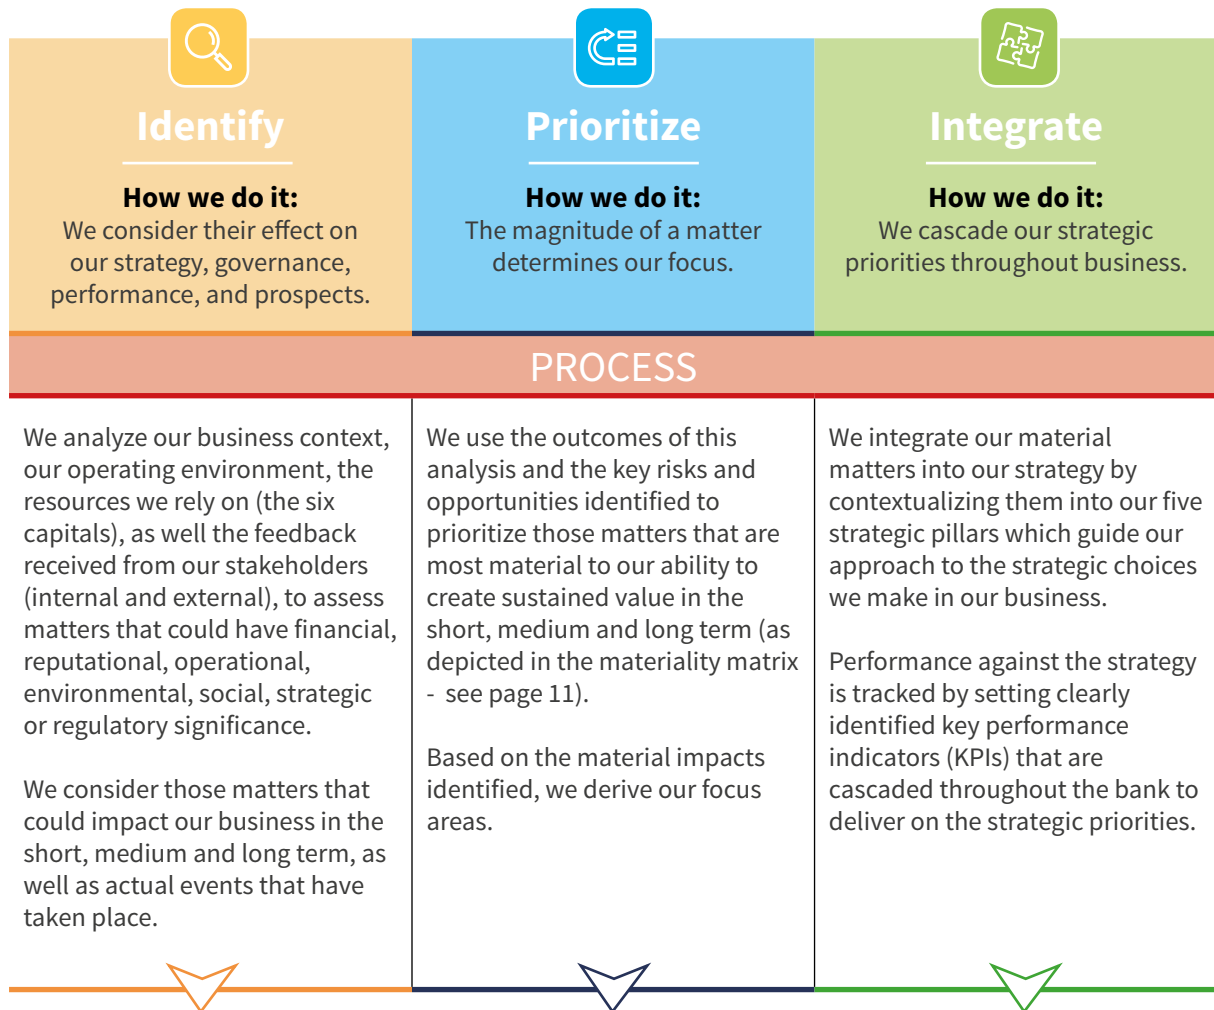 Identify
How we do it:
We consider their effect on
our strategy, governance,
performance, and prospects.
Prioritize
How we do it:
The magnitude of a matter
determines our focus.
Integrate
How we do it:
We cascade our strategic
priorities throughout business.
PROCESS
We analyze our business context,
our operating environment, the
resources we rely on (the six
capitals), as well the feedback
received from our stakeholders
(internal and external), to assess
matters that could have financial,
reputational, operational,
environmental, social, strategic
or regulatory significance.
We consider those matters that
could impact our business in the
short, medium and long term, as
well as actual events that have
taken place.
We use the outcomes of this
analysis and the key risks and
opportunities identified to
prioritize those matters that are
most material to our ability to
create sustained value in the
short, medium and long term (as
depicted in the materiality matrix
- see page 11).
Based on the material impacts
identified, we derive our focus
areas.
We integrate our material
matters into our strategy by
contextualizing them into our five
strategic pillars which guide our
approach to the strategic choices
we make in our business.
Performance against the strategy
is tracked by setting clearly
identified key performance
indicators (KPIs) that are
cascaded throughout the bank to
deliver on the strategic priorities.